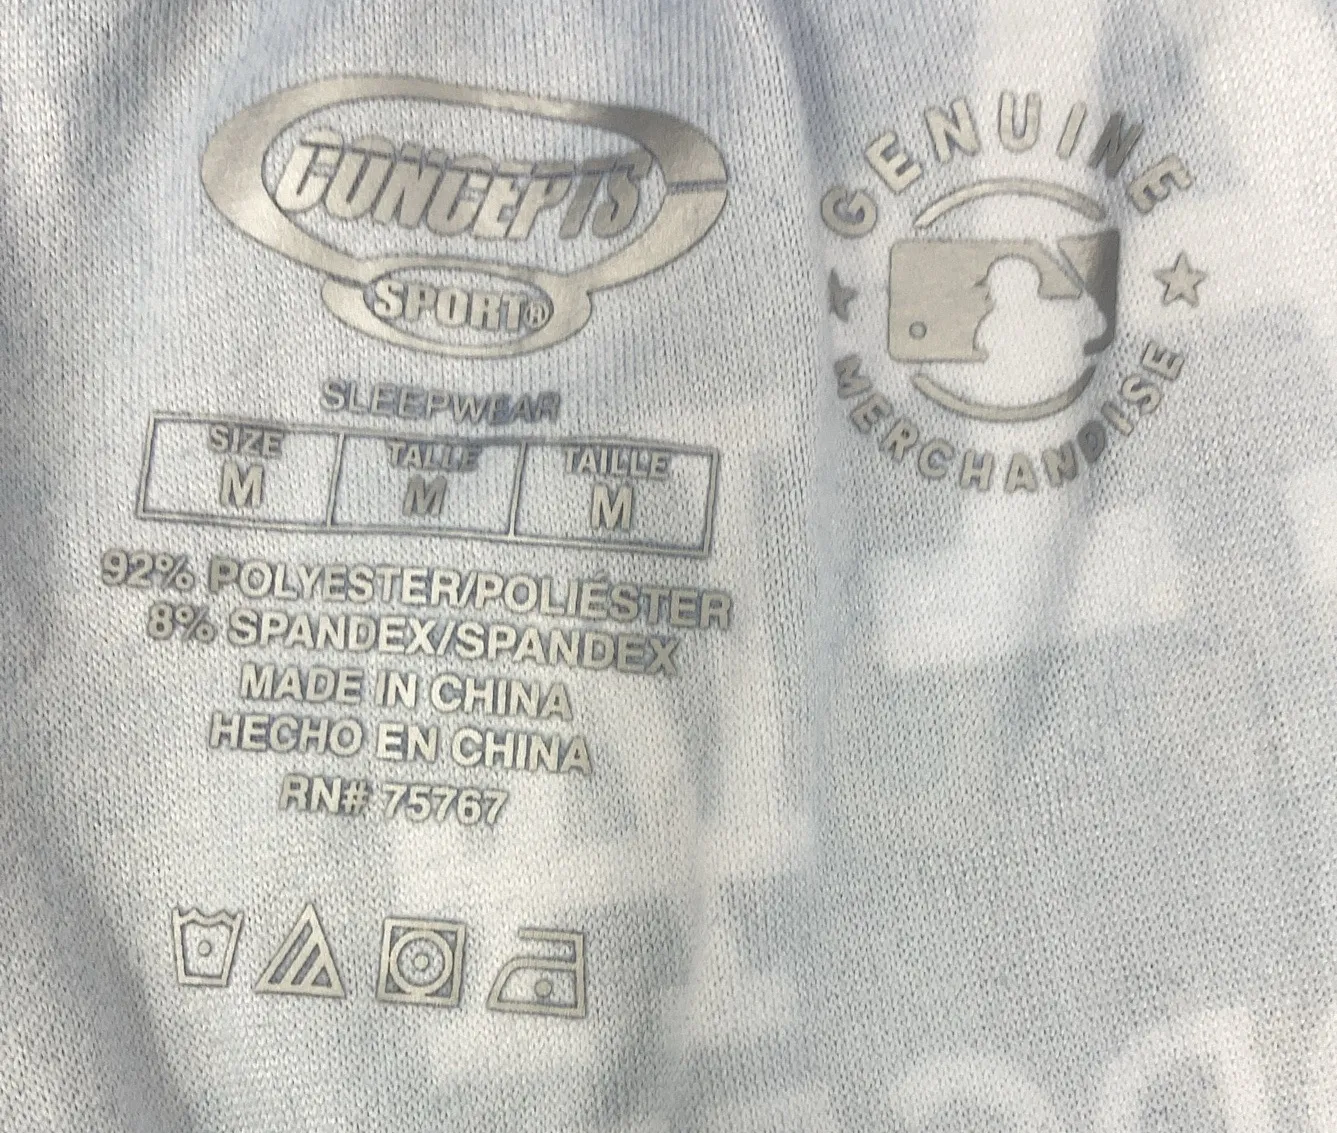 CONCEPTS
SPORT®
SLEEPWEAR
SIZE TALLE TAILLE
M M M
92% POLYESTER/POLIÉSTER
8% SPANDEX/SPANDEX
MADE IN CHINA
HECHO EN CHINA
RN# 75767
GENUINE
MERCHANDISE